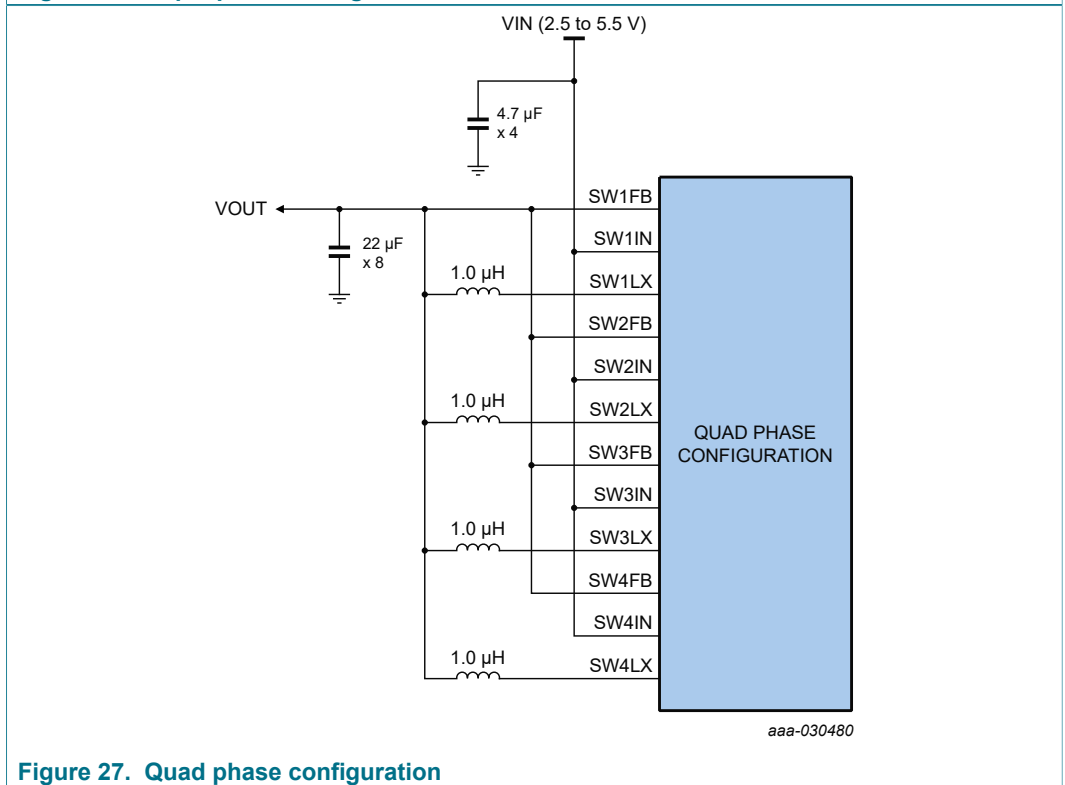 VIN (2.5 to 5.5 V)
4.7 µF
x 4
SW1FB
VOUT
SW1IN
22 µF
x 8
1.0 µH
SW1LX
SW2FB
SW2IN
1.0 µH
SW2LX
QUAD PHASE
CONFIGURATION
SW3FB
SW3IN
1.0 µH
SW3LX
SW4FB
SW4IN
1.0 µH
SW4LX
aaa-030480
Figure 27. Quad phase configuration